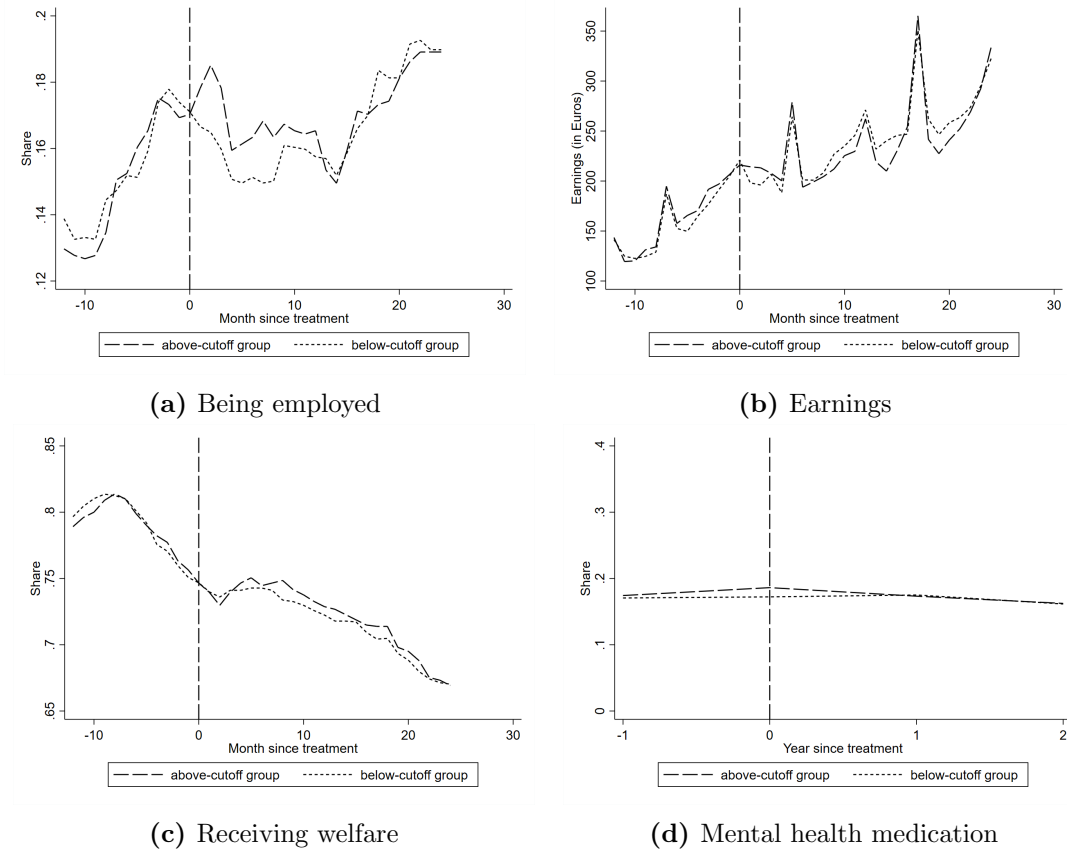 .2
.18
.16
.14
.12
Share
-10 0 10 20 30
Month since treatment
above-cutoff group below-cutoff group
(a) Being employed
350
300
250
200
150
100
Earnings (in Euros)
-10 0 10 20 30
Month since treatment
above-cutoff group below-cutoff group
(b) Earnings
.85
.8
.75
.7
.65
Share
-10 0 10 20 30
Month since treatment
above-cutoff group below-cutoff group
(c) Receiving welfare
.4
.3
.2
.1
0
Share
-1 0 1 2
Year since treatment
above-cutoff group below-cutoff group
(d) Mental health medication